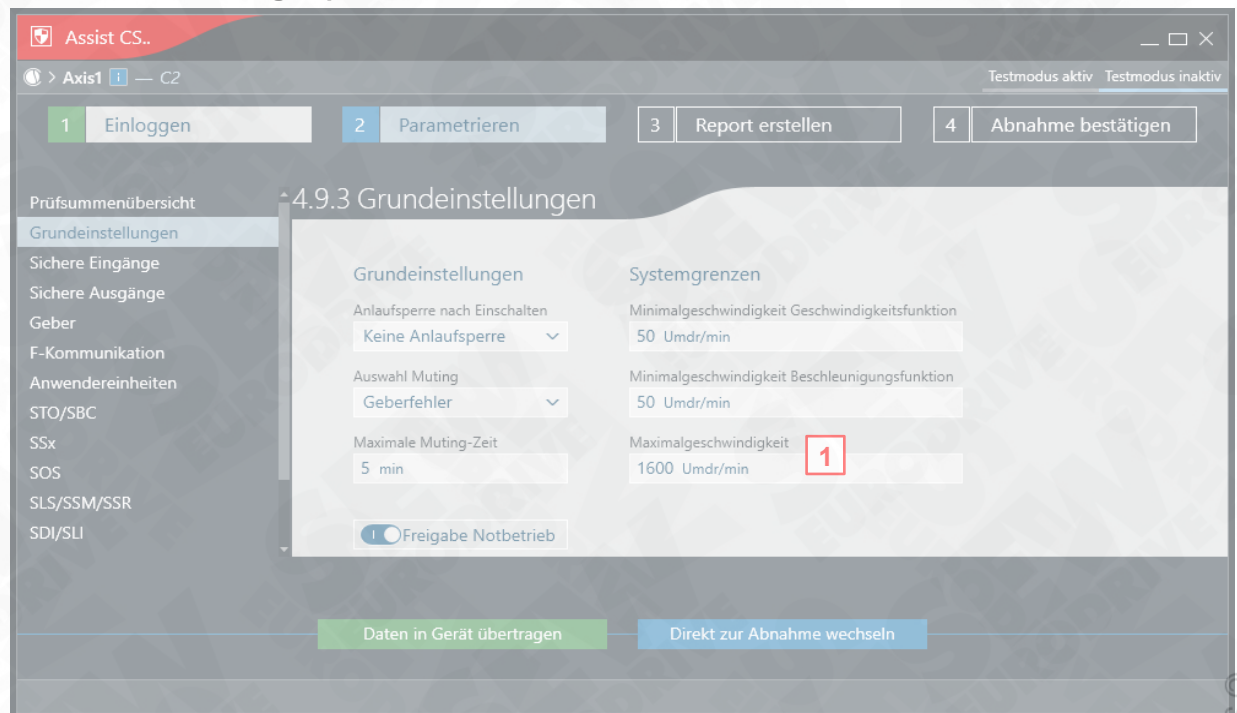 Assist CS..
> Axis1 i — C2
Testmodus aktiv Testmodus inaktiv
1 Einloggen
2 Parametrieren
3 Report erstellen
4 Abnahme bestätigen
4.9.3 Grundeinstellungen
Prüfsummenübersicht
Grundeinstellungen
Sichere Eingänge
Sichere Ausgänge
Geber
F-Kommunikation
Anwendereinheiten
STO/SBC
SSx
SOS
SLS/SSM/SSR
SDI/SLI
Grundeinstellungen
Anlaufsperre nach Einschalten
Keine Anlaufsperre
Auswahl Muting
Geberfehler
Maximale Muting-Zeit
5 min
Freigabe Notbetrieb
Systemgrenzen
Minimalgeschwindigkeit Geschwindigkeitsfunktion
50 Umdr/min
Minimalgeschwindigkeit Beschleunigungsfunktion
50 Umdr/min
Maximalgeschwindigkeit
1
1600 Umdr/min
Daten in Gerät übertragen
Direkt zur Abnahme wechseln
SEW
EURODRIVE